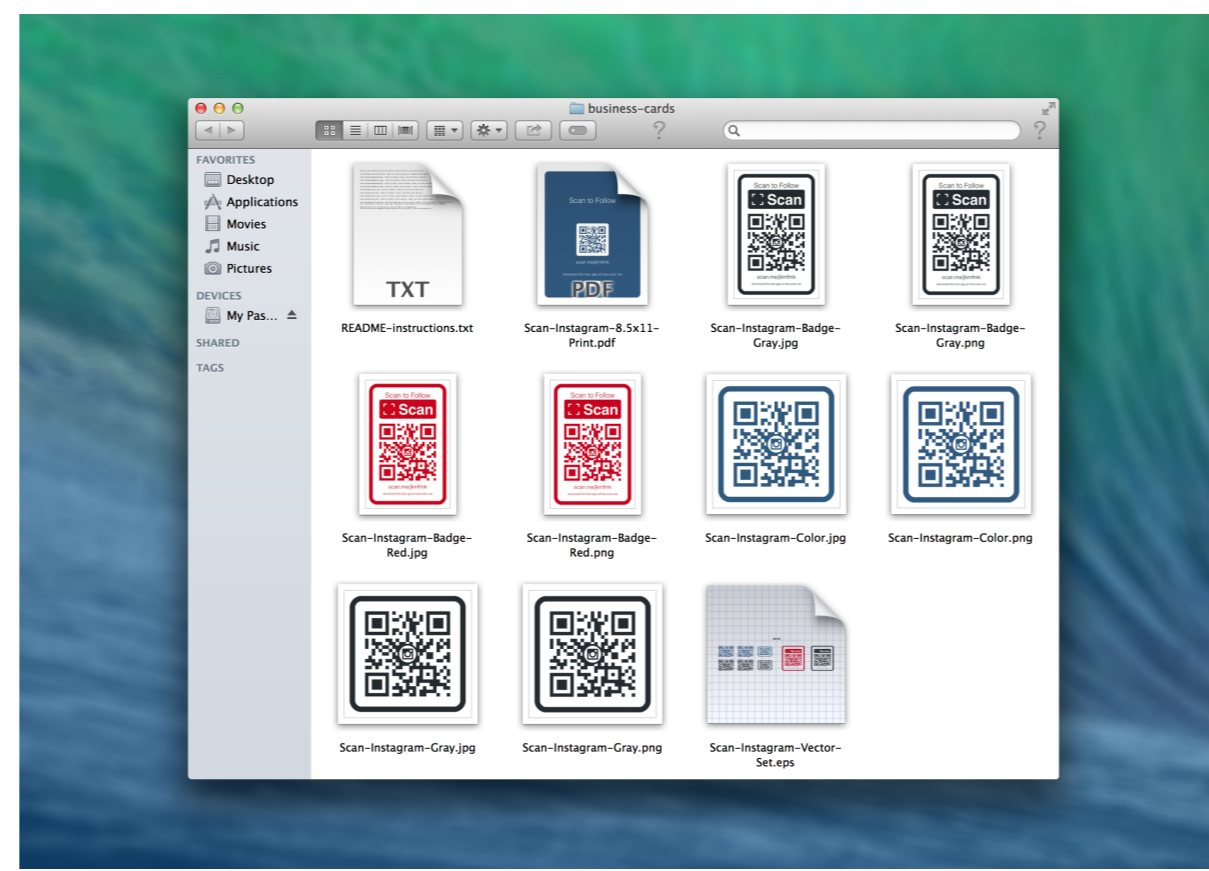 business-cards
?
?
FAVORITES
Desktop
Applications
Movies
Music
Pictures
DEVICES
My Pas...
SHARED
TAGS
TXT
README-instructions.txt
Scan to Follow
PDF
Scan-Instagram-8.5x11-
Print.pdf
Scan to Follow
Scan
Scan-Instagram-Badge-
Gray.jpg
Scan to Follow
Scan
Scan-Instagram-Badge-
Gray.png
Scan to Follow
Scan
Scan-Instagram-Badge-
Red.jpg
Scan to Follow
Scan
Scan-Instagram-Badge-
Red.png
Scan-Instagram-Color.jpg
Scan-Instagram-Color.png
Scan-Instagram-Gray.jpg
Scan-Instagram-Gray.png
Scan-Instagram-Vector-
Set.eps